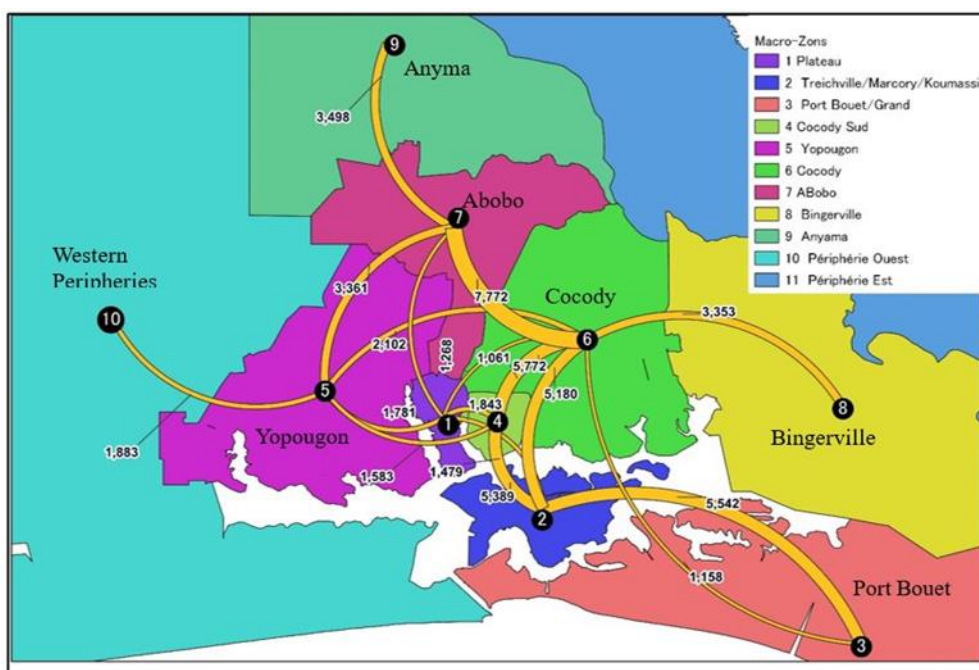 Macro-Zons
1 Plateau
2 Treichville/Marcory/Koumassi
3 Port Bouet/Grand
4 Cocody Sud
5 Yopougon
6 Cocody
7 ABobo
8 Bingerville
9 Anyama
10 Périphérie Ouest
11 Périphérie Est
9
Anyma
3,498
Abobo
7
Western
Peripheries
3,361
7,772
Cocody
10
3,353
2,102
1,268
1,061
6
5,772
5,180
5
1,781
1,843
8
1
4
Yopougon
Bingerville
1,883
1,583
1,479
5,389
5,542
2
1,158
Port Bouet
3